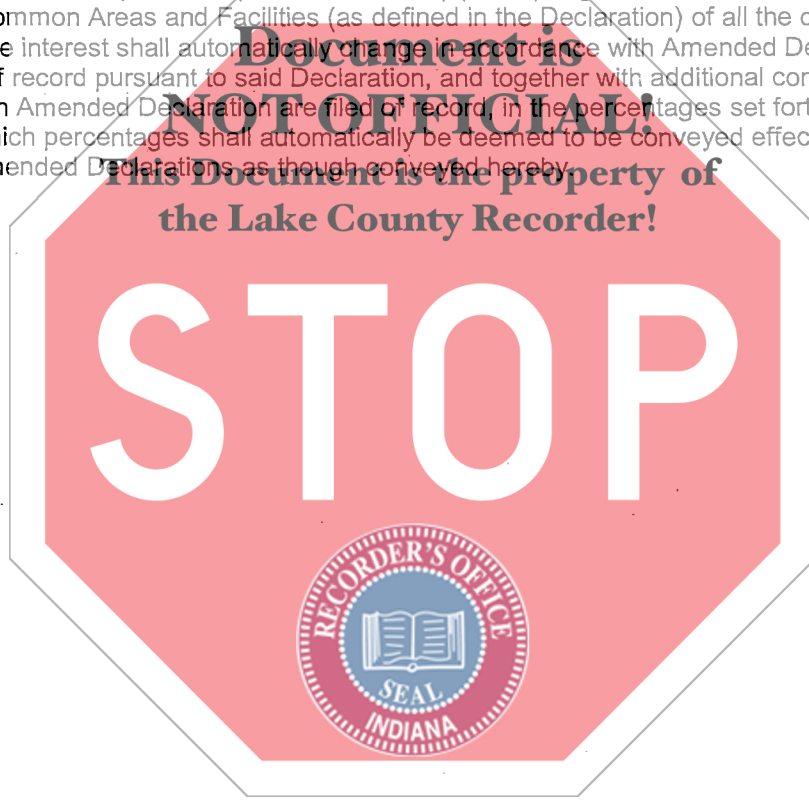 ommon Areas and Facilities (as defined in the Declaration) of all the
e interest shall automatically change in accordance with Amended De
f record pursuant to said Declaration, and together with additional con
n Amended Declaration are filed of record, in the percentages set for
ich percentages shall automatically be deemed to be conveyed effec
ended Declarations as though conveyed hereby.
Document is
NOT OFFICIAL!
This Document is the property of
the Lake County Recorder!
STOP
RECORDER'S OFFICE
SEAL
INDIANA